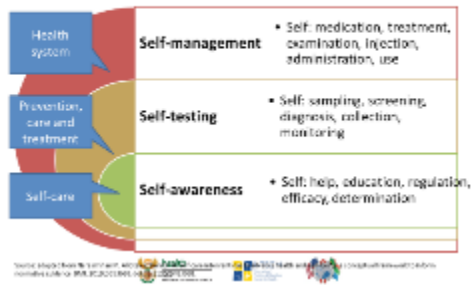 Health
system
Self-management
• Self: medication, treatment,
examination, injection,
administration, use
Prevention,
care and
treatment
Self-testing
• Self: sampling, screening,
diagnosis, collection,
monitoring
Self-care
Self-awareness
• Self: help, education, regulation,
efficacy, determination
health